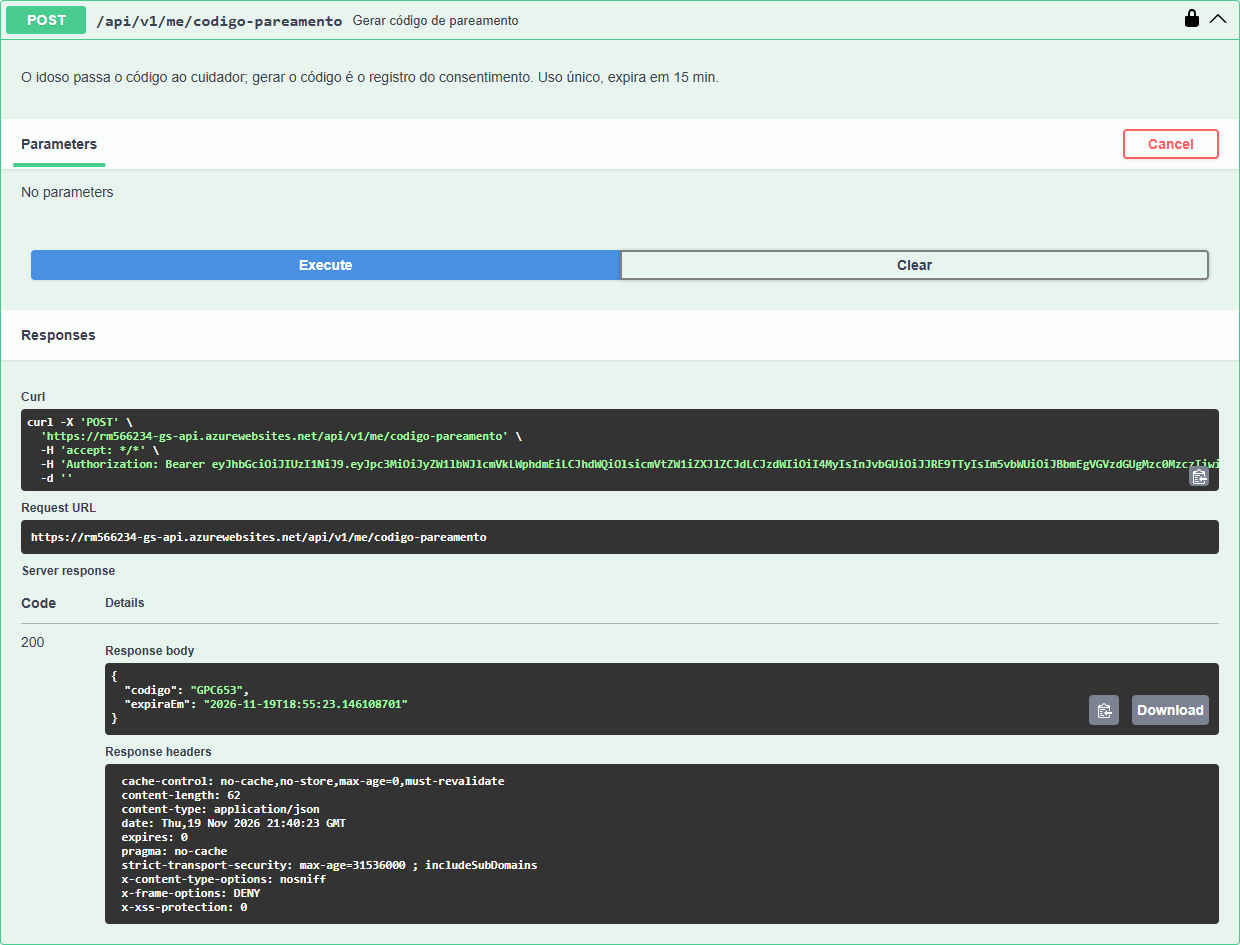 POST /api/v1/me/codigo-pareamento Gerar código de pareamento
O idoso passa o código ao cuidador; gerar o código é o registro do consentimento. Uso único, expira em 15 min.
Parameters
Cancel
No parameters
Execute
Clear
Responses
Curl
curl -X 'POST' \
'https://rm566234-gs-api.azurewebsites.net/api/v1/me/codigo-pareamento' \
-H 'accept: */*' \
-H 'Authorization: Bearer
-d ''
Request URL
https://rm566234-gs-api.azurewebsites.net/api/v1/me/codigo-pareamento
Server response
Code Details
200
Response body
{
"codigo": "GPC653",
"expiraEm": "2026-11-19T18:55:23.146108701"
}
Download
Response headers
cache-control: no-cache,no-store,max-age=0,must-revalidate
content-length: 62
content-type: application/json
date: Thu,19 Nov 2026 21:40:23 GMT
expires: 0
pragma: no-cache
strict-transport-security: max-age=31536000 ; includeSubDomains
x-content-type-options: nosniff
x-frame-options: DENY
x-xss-protection: 0